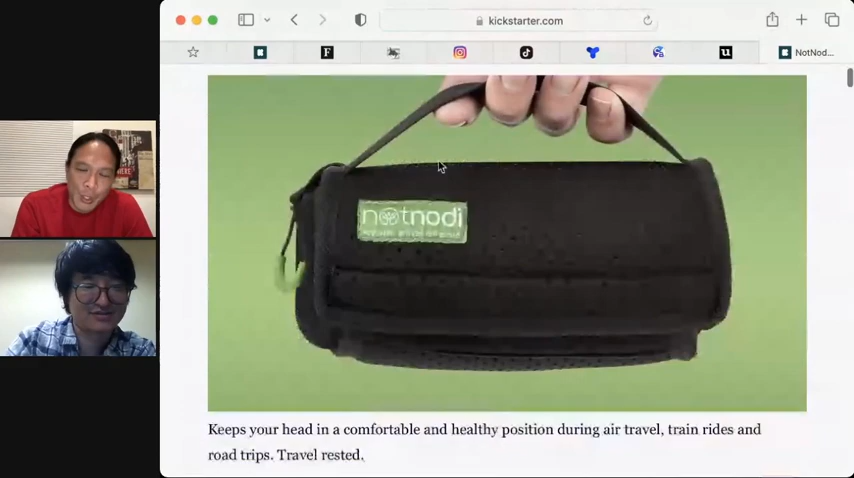 kickstarter.com
NotNod...
notnodi
Keeps your head in a comfortable and healthy position during air travel, train rides and
road trips. Travel rested.